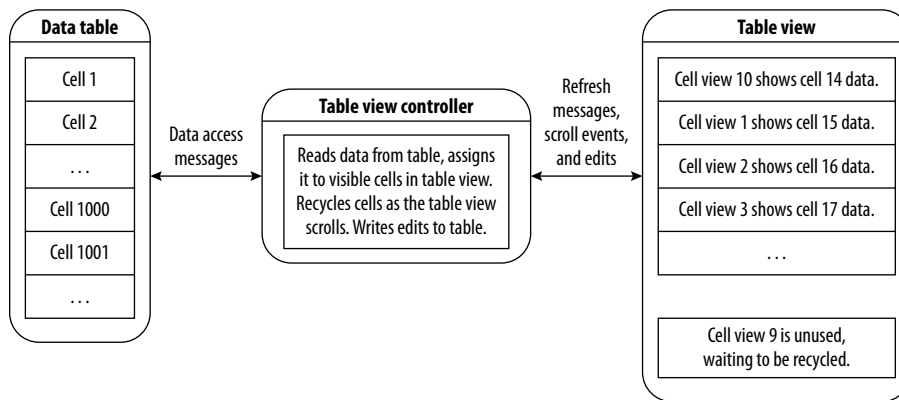 Data table
Cell 1
Cell 2
. . .
Cell 1000
Cell 1001
. . .
Data access
messages
Table view controller
Reads data from table, assigns
it to visible cells in table view.
Recycles cells as the table view
scrolls. Writes edits to table.
Refresh
messages,
scroll events,
and edits
Table view
Cell view 10 shows cell 14 data.
Cell view 1 shows cell 15 data.
Cell view 2 shows cell 16 data.
Cell view 3 shows cell 17 data.
. . .
Cell view 9 is unused,
waiting to be recycled.